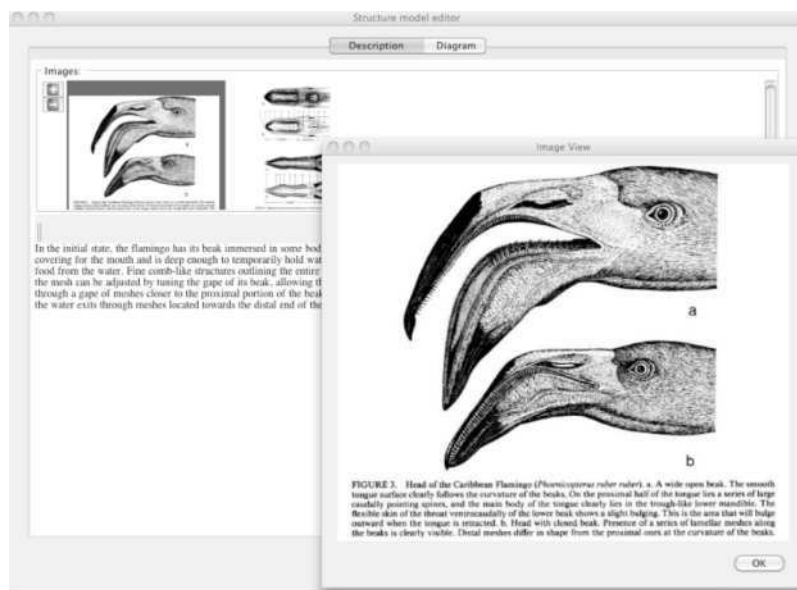 Structure model editor
Description Diagram
Images:
In the initial state, the flamingo has its beak immersed in some bod
covering for the mouth and is deep enough to temporarily hold wat
food from the water. Fine comb-like structures outlining the entire
the mesh can be adjusted by tuning the gape of its beak, allowing th
through a gape of meshes closer to the proximal portion of the beak
the water exits through meshes located towards the distal end of the
Image View
a
b
FIGURE 3. Head of the Caribbean Flamingo (Phoenicopterus ruber ruber). a. A wide open beak. The smooth
tongue surface clearly follows the curvature of the beaks. On the proximal half of the tongue lies a series of large
caudally pointing spines, and the main body of the tongue clearly lies in the trough-like lower mandible. The
flexible skin of the throat ventrocaudally of the lower beak shows a slight bulging. This is the area that will bulge
outward when the tongue is retracted. b. Head with closed beak. Presence of a series of lamellar meshes along
the beaks is clearly visible. Distal meshes differ in shape from the proximal ones at the curvature of the beaks.
OK